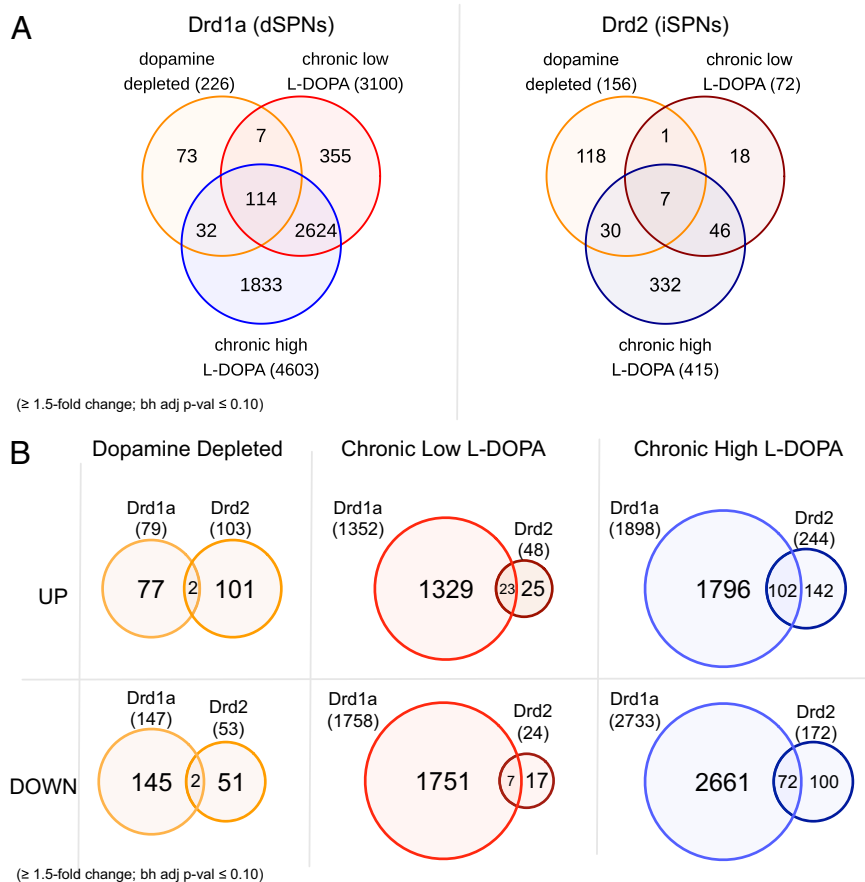 A
Drd1a (dSPNs)
Drd2 (iSPNs)
dopamine
depleted (226)
chronic low
L-DOPA (3100)
7
73
355
114
32
2624
1833
chronic high
L-DOPA (4603)
dopamine
depleted (156)
chronic low
L-DOPA (72)
1
118
18
7
30
46
332
chronic high
L-DOPA (415)
(≥ 1.5-fold change; bh adj p-val ≤ 0.10)
B
Dopamine Depleted
Chronic Low L-DOPA
Chronic High L-DOPA
UP
Drd1a
(79)
Drd2
(103)
77
2
101
Drd1a
(1352)
Drd2
(48)
1329
23
25
Drd1a
(1898)
Drd2
(244)
1796
102
142
DOWN
Drd1a
(147)
Drd2
(53)
145
2
51
Drd1a
(1758)
Drd2
(24)
1751
7
17
Drd1a
(2733)
Drd2
(172)
2661
72
100
(≥ 1.5-fold change; bh adj p-val ≤ 0.10)